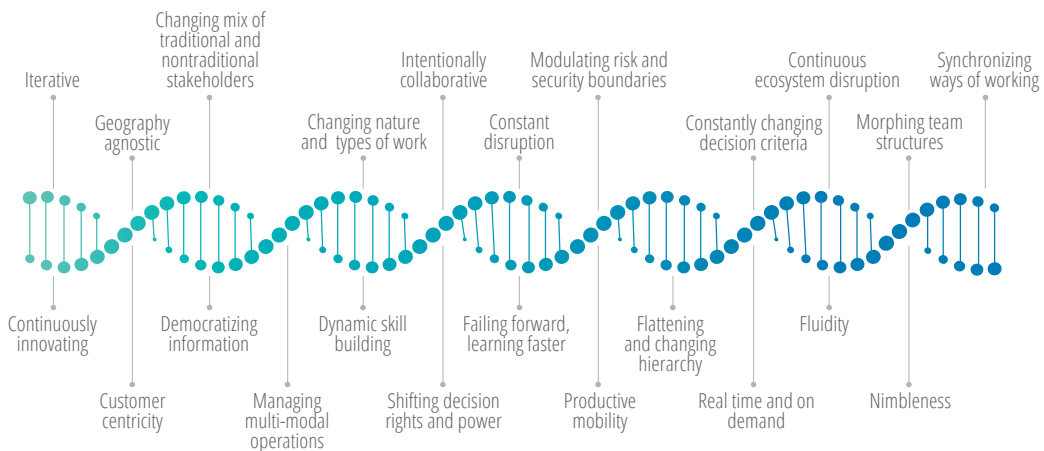 Iterative
Geography
agnostic
Changing mix of
traditional and
nontraditional
stakeholders
Changing nature
and types of work
Intentionally
collaborative
Constant
disruption
Modulating risk and
security boundaries
Constantly changing
decision criteria
Continuous
ecosystem disruption
Morphing team
structures
Synchronizing
ways of working
Continuously
innovating
Customer
centricity
Democratizing
information
Managing
multi-modal
operations
Dynamic skill
building
Shifting decision
rights and power
Failing forward,
learning faster
Productive
mobility
Flattening
and changing
hierarchy
Real time and on
demand
Fluidity
Nimbleness